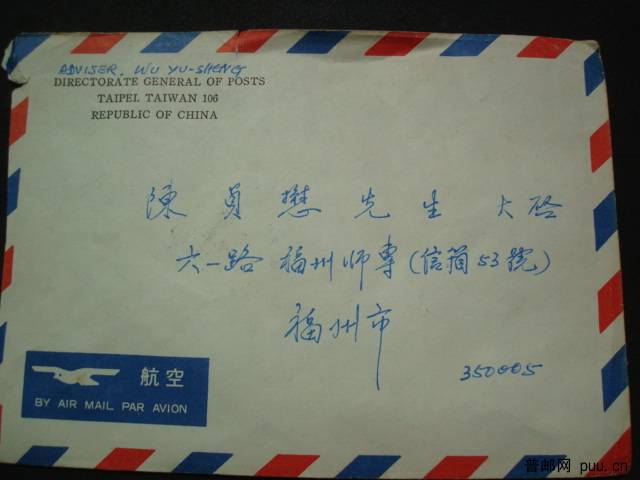 ADVISER. WU YU-SHENG
DIRECTORATE GENERAL OF POSTS
TAIPEI, TAIWAN 106
REPUBLIC OF CHINA
陳貞懋先生 大啓
六一路 福州师專(信箱53號)
福州市
350005
航空
BY AIR MAIL PAR AVION
普邮网 puu.cn